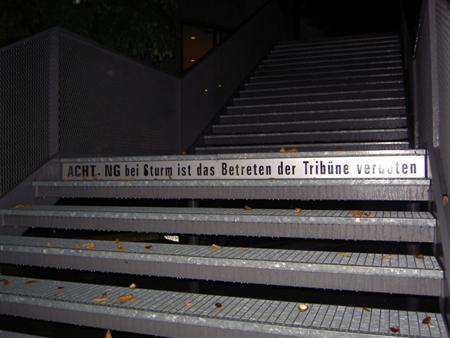 ACHT NG bei Sturm ist das Betreten der Tribüne verboten